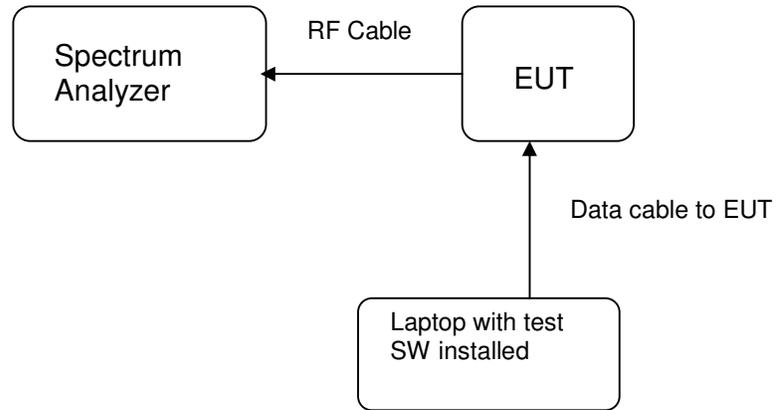 RF Cable
Spectrum
Analyzer
EUT
Data cable to EUT
Laptop with test
SW installed